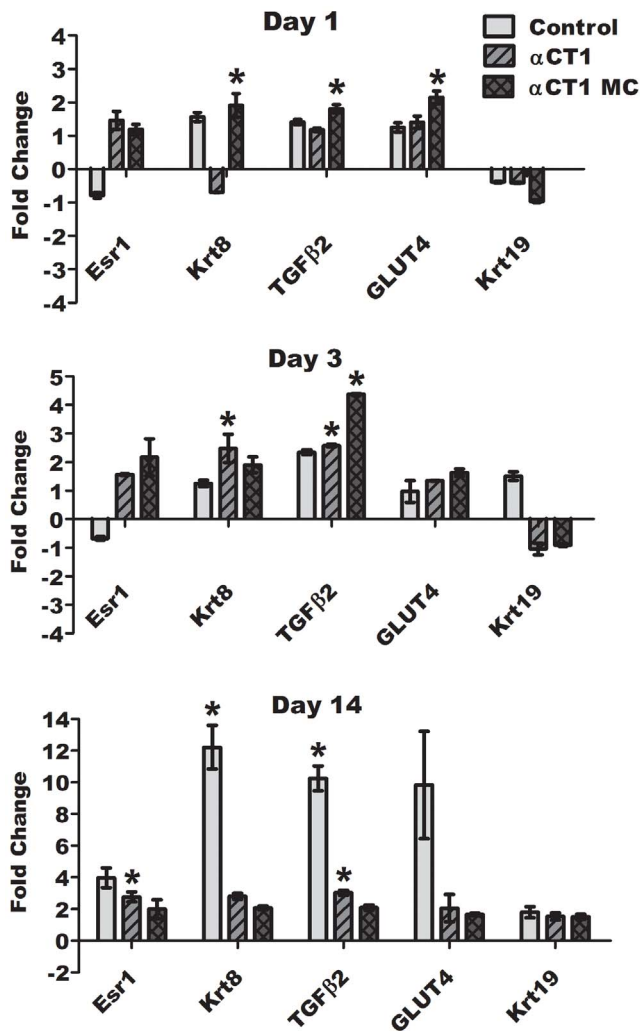 Day 1
Control
αCT1
αCT1 MC
Fold Change
4
3
2
1
0
-1
-2
-3
-4
*
*
*
Esr1
Krt8
TGFβ2
GLUT4
Krt19
Day 3
Fold Change
5
4
3
2
1
0
-1
-2
-3
-4
*
*
*
Esr1
Krt8
TGFβ2
GLUT4
Krt19
Day 14
Fold Change
14
12
10
8
6
4
2
0
-2
*
*
*
*
Esr1
Krt8
TGFβ2
GLUT4
Krt19